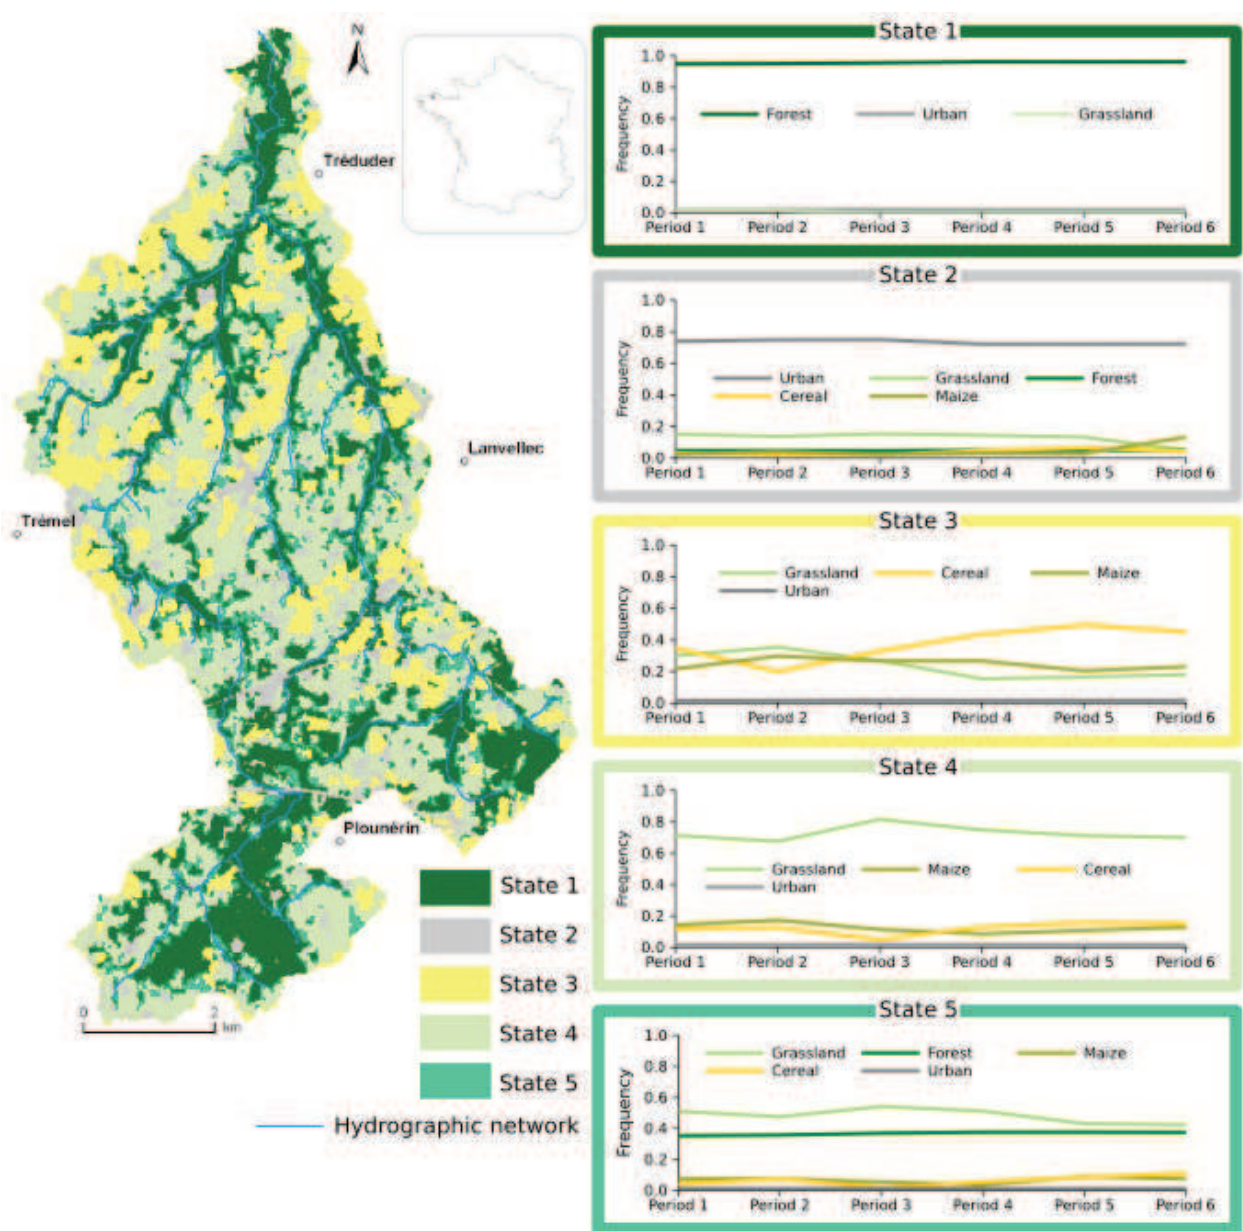 N
Tréduder
Lanvellec
Trémel
Plounérin
0 2
km
State 1
State 2
State 3
State 4
State 5
Hydrographic network
State 1
Frequency
1.0
0.8
0.6
0.4
0.2
0.0
Forest Urban Grassland
Period 1 Period 2 Period 3 Period 4 Period 5 Period 6
State 2
Frequency
1.0
0.8
0.6
0.4
0.2
0.0
Urban Grassland Forest
Cereal Maize
Period 1 Period 2 Period 3 Period 4 Period 5 Period 6
State 3
Frequency
1.0
0.8
0.6
0.4
0.2
0.0
Grassland Cereal Maize
Urban
Period 1 Period 2 Period 3 Period 4 Period 5 Period 6
State 4
Frequency
1.0
0.8
0.6
0.4
0.2
0.0
Grassland Maize Cereal
Urban
Period 1 Period 2 Period 3 Period 4 Period 5 Period 6
State 5
Frequency
1.0
0.8
0.6
0.4
0.2
0.0
Grassland Forest Maize
Cereal Urban
Period 1 Period 2 Period 3 Period 4 Period 5 Period 6